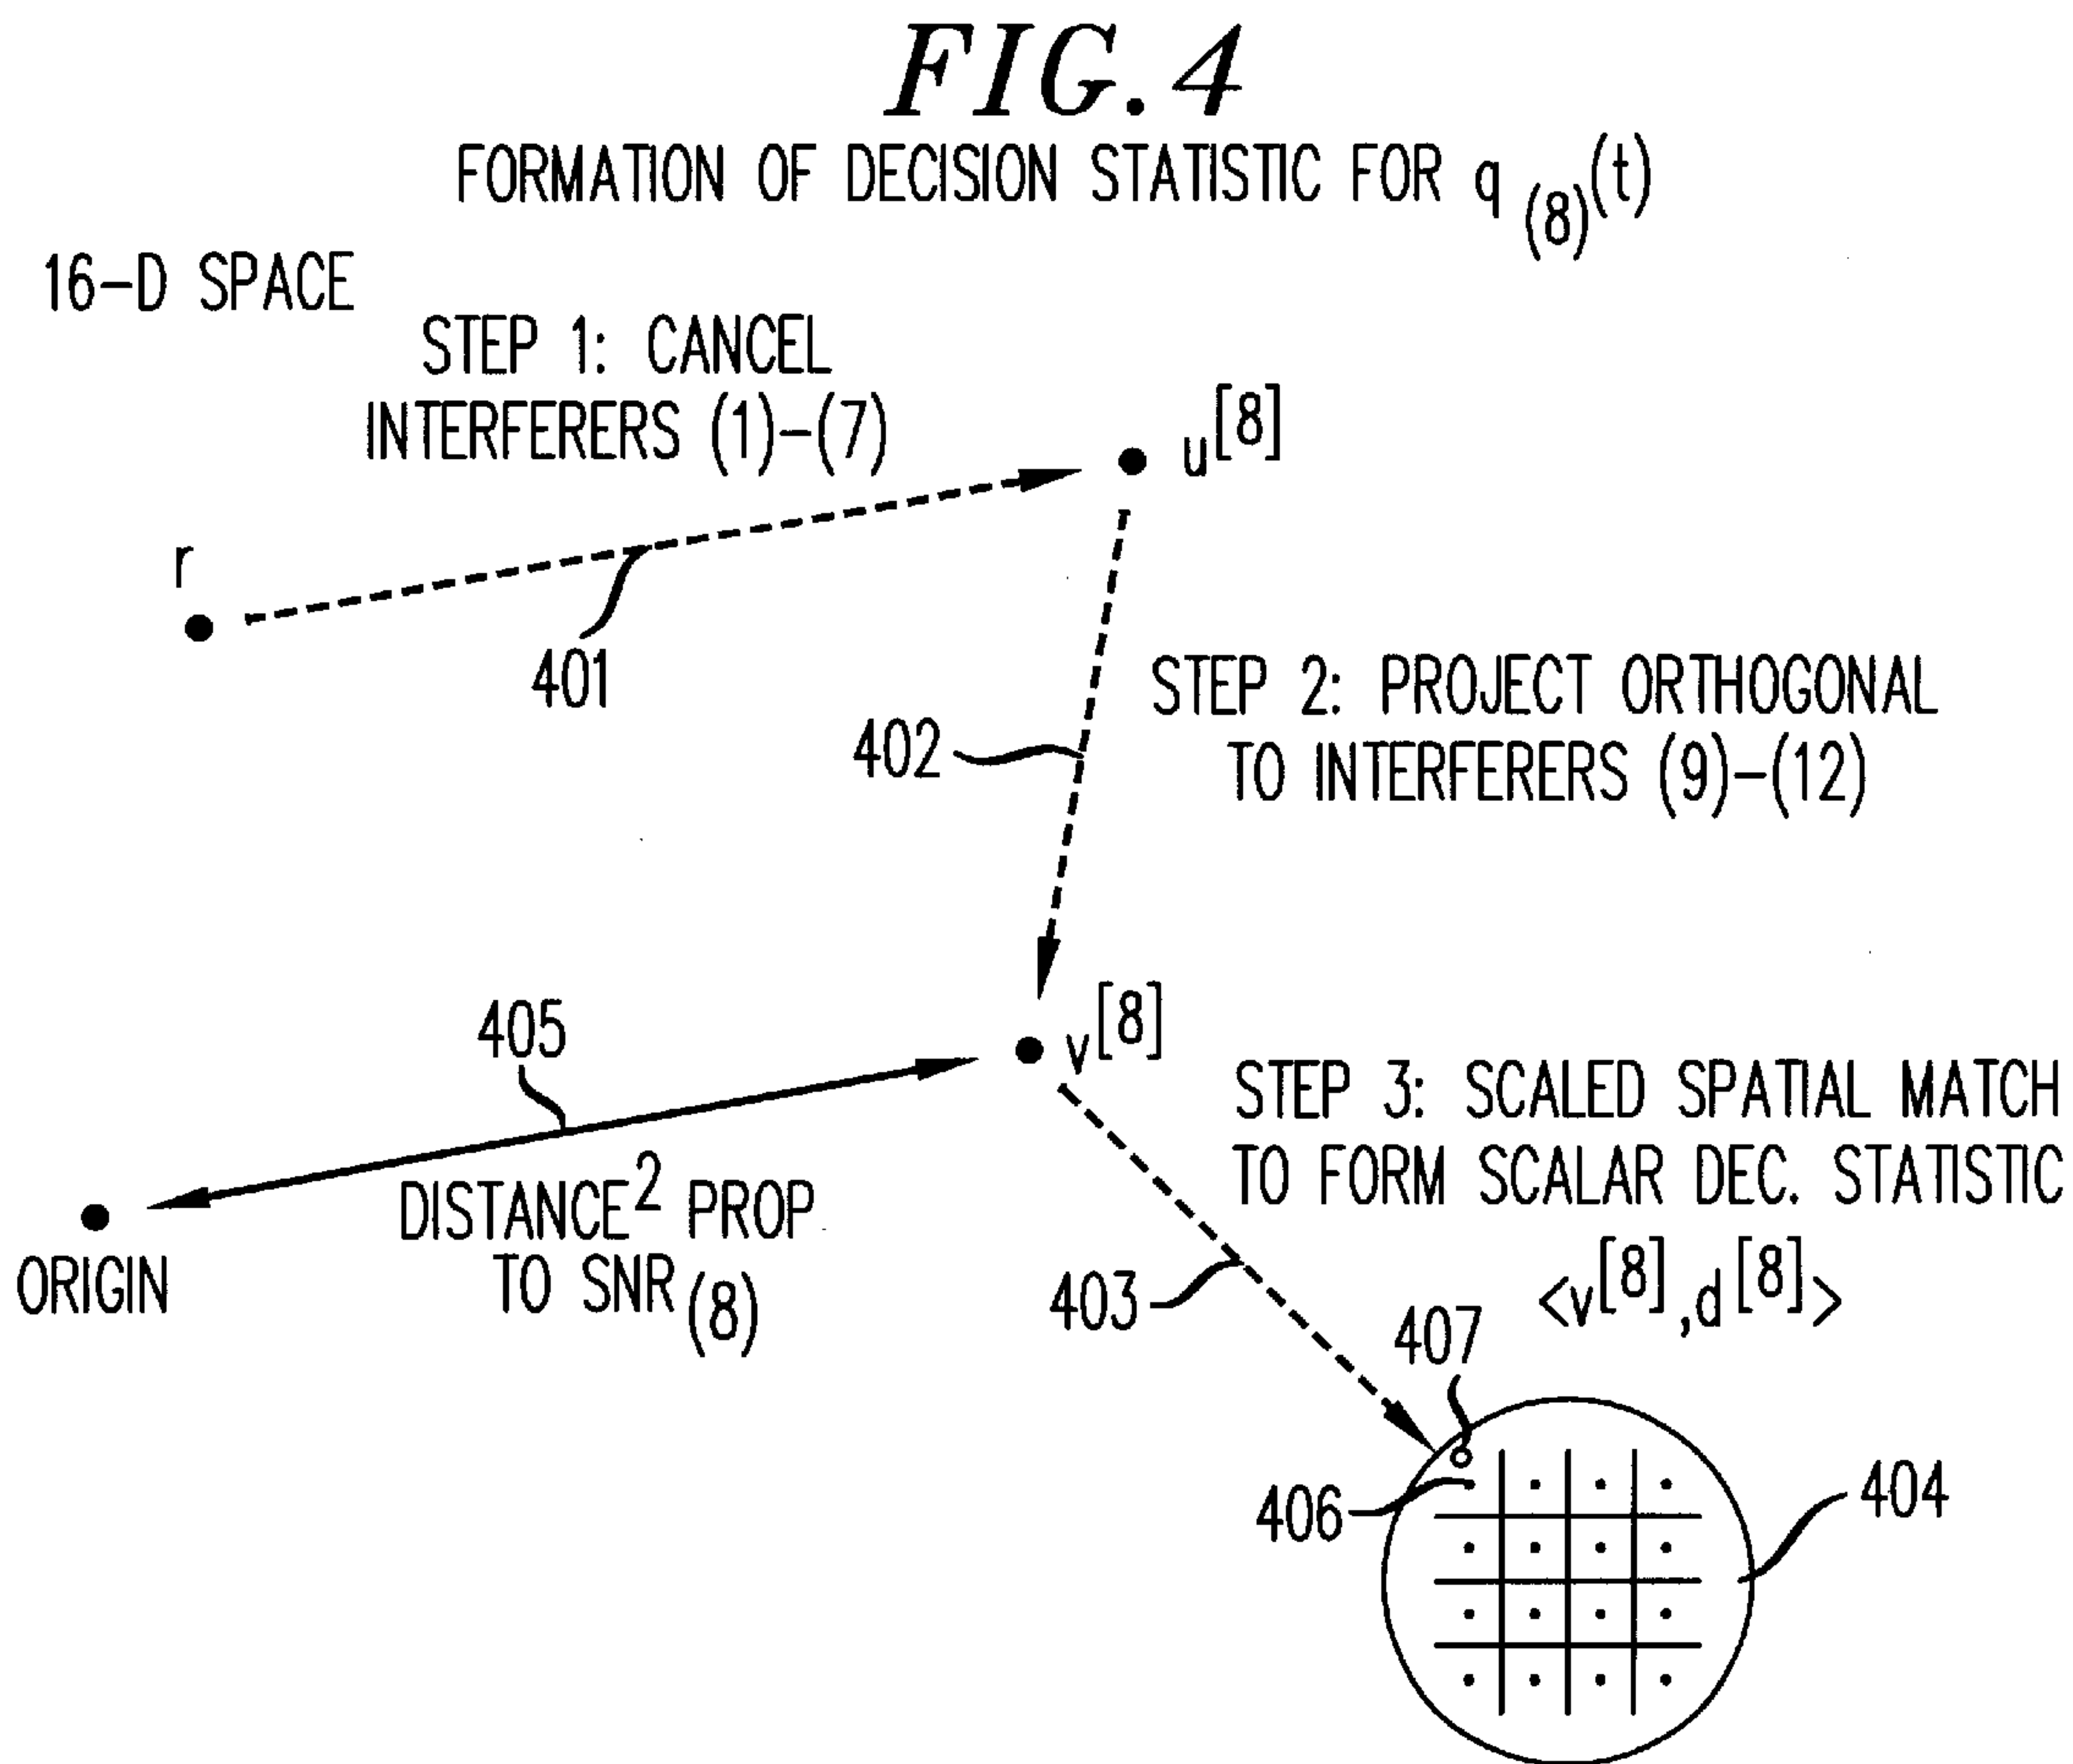 FIG. 4
FORMATION OF DECISION STATISTIC FOR q(8)(t)
16-D SPACE
STEP 1: CANCEL
INTERFERERS (1)-(7)
u[8]
r
401
STEP 2: PROJECT ORTHOGONAL
TO INTERFERERS (9)-(12)
402
v[8]
405
STEP 3: SCALED SPATIAL MATCH
TO FORM SCALAR DEC. STATISTIC
<v[8],d[8]>
DISTANCE2 PROP
TO SNR(8)
ORIGIN
403
407
406
404